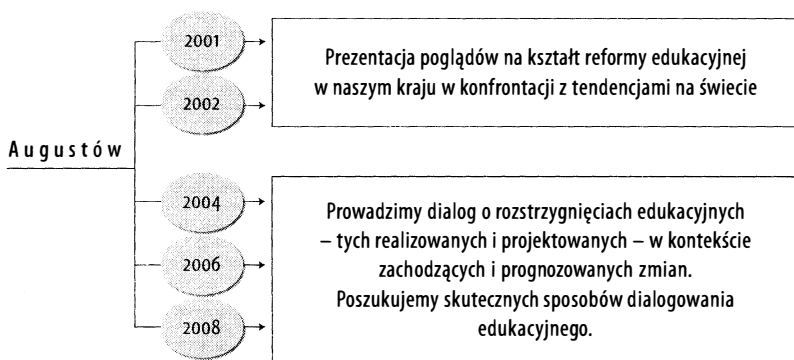 2001
Prezentacja poglądów na kształt reformy edukacyjnej
w naszym kraju w konfrontacji z tendencjami na świecie
2002
Augustów
2004
Prowadzimy dialog o rozstrzygnięciach edukacyjnych
– tych realizowanych i projektowanych – w kontekście
zachodzących i prognozowanych zmian.
Poszukujemy skutecznych sposobów dialogowania
edukacyjnego.
2006
2008